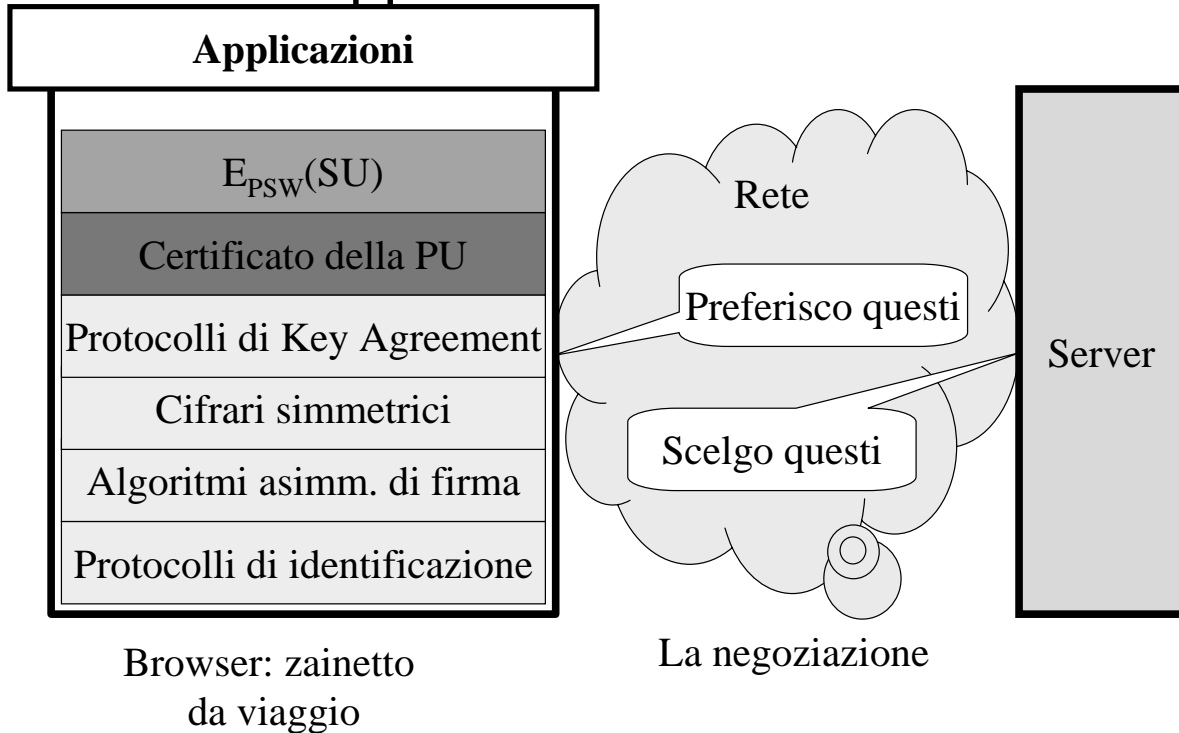 Applicazioni
E_PSW(SU)
Certificato della PU
Protocolli di Key Agreement
Cifrari simmetrici
Algoritmi asimm. di firma
Protocolli di identificazione
Browser: zainetto
da viaggio
Rete
Preferisco questi
Scelgo questi
La negoziazione
Server